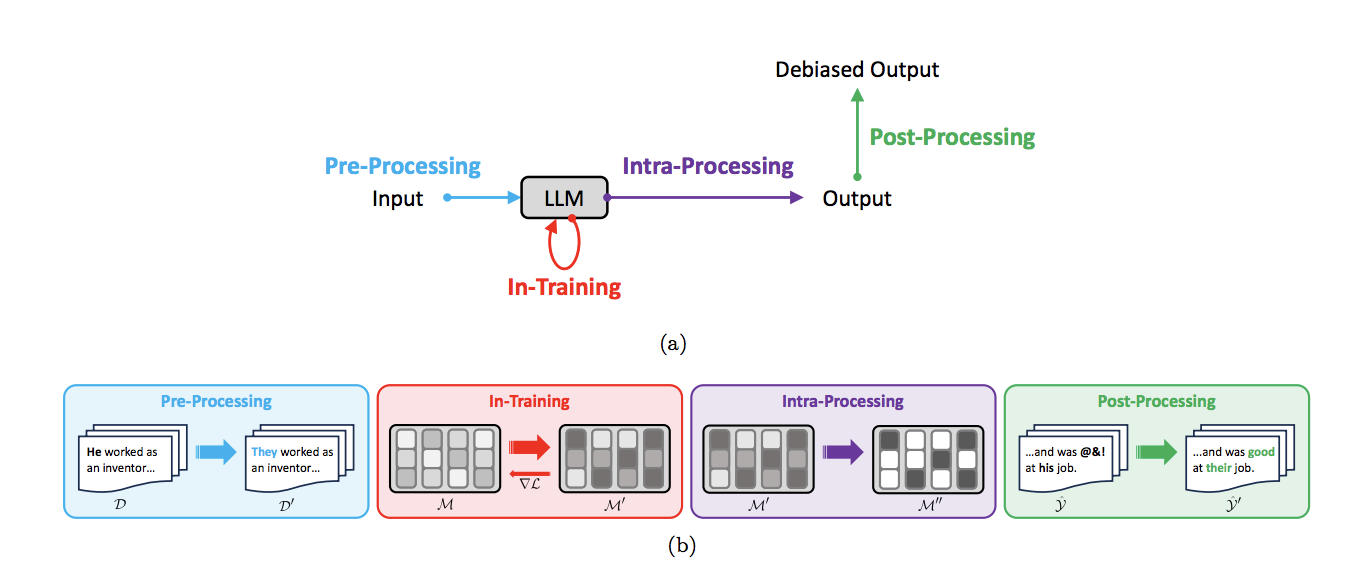 Debiased Output
Post-Processing
Pre-Processing
Intra-Processing
Input
LLM
Output
In-Training
(a)
Pre-Processing
He worked as
an inventor...
They worked as
an inventor...
𝒟
𝒟′
In-Training
∇ℒ
ℳ
ℳ′
Intra-Processing
ℳ′
ℳ′′
Post-Processing
...and was @&!
at his job.
...and was good
at their job.
𝒴̂
𝒴̂′
(b)